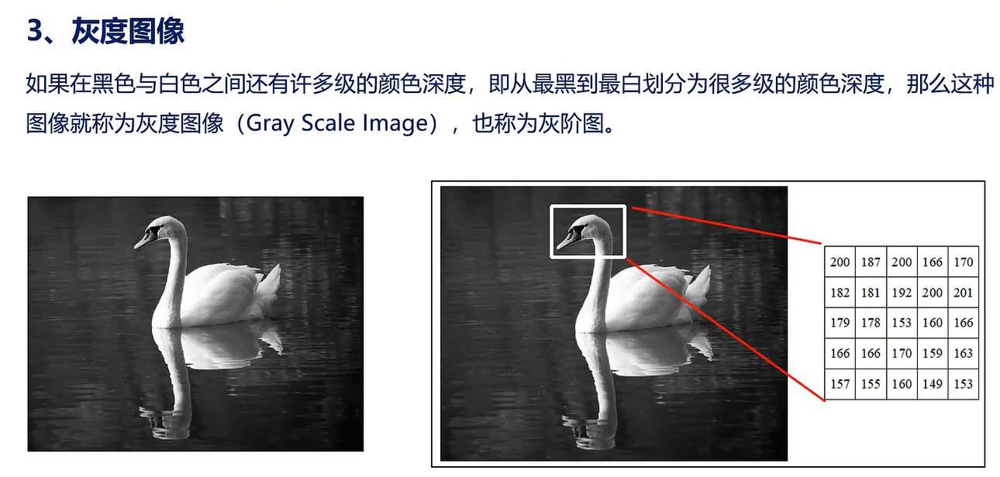 3、灰度图像
如果在黑色与白色之间还有许多级的颜色深度，即从最黑到最白划分为很多级的颜色深度，那么这种
图像就称为灰度图像（Gray Scale Image），也称为灰阶图。
200 187 200 166 170
182 181 192 200 201
179 178 153 160 166
166 166 170 159 163
157 155 160 149 153